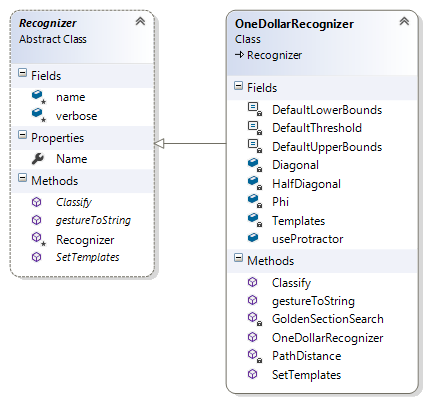 Recognizer
Abstract Class
Fields
name
verbose
Properties
Name
Methods
Classify
gestureToString
Recognizer
SetTemplates
OneDollarRecognizer
Class
Recognizer
Fields
DefaultLowerBounds
DefaultThreshold
DefaultUpperBounds
Diagonal
HalfDiagonal
Phi
Templates
useProtractor
Methods
Classify
gestureToString
GoldenSectionSearch
OneDollarRecognizer
PathDistance
SetTemplates